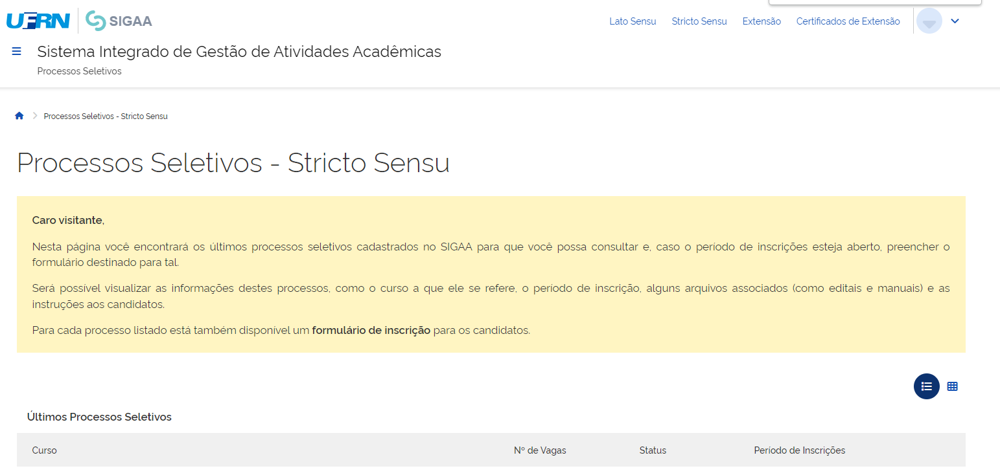 UFRN SIGAA Lato Sensu Stricto Sensu Extensão Certificados de Extensão
Sistema Integrado de Gestão de Atividades Acadêmicas
Processos Seletivos
Processos Seletivos - Stricto Sensu
Processos Seletivos - Stricto Sensu
Caro visitante,
Nesta página você encontrará os últimos processos seletivos cadastrados no SIGAA para que você possa consultar e, caso o período de inscrições esteja aberto, preencher o
formulário destinado para tal.
Será possível visualizar as informações destes processos, como o curso a que ele se refere, o período de inscrição, alguns arquivos associados (como editais e manuais) e as
instruções aos candidatos.
Para cada processo listado está também disponível um formulário de inscrição para os candidatos.
Últimos Processos Seletivos
Curso Nº de Vagas Status Período de Inscrições